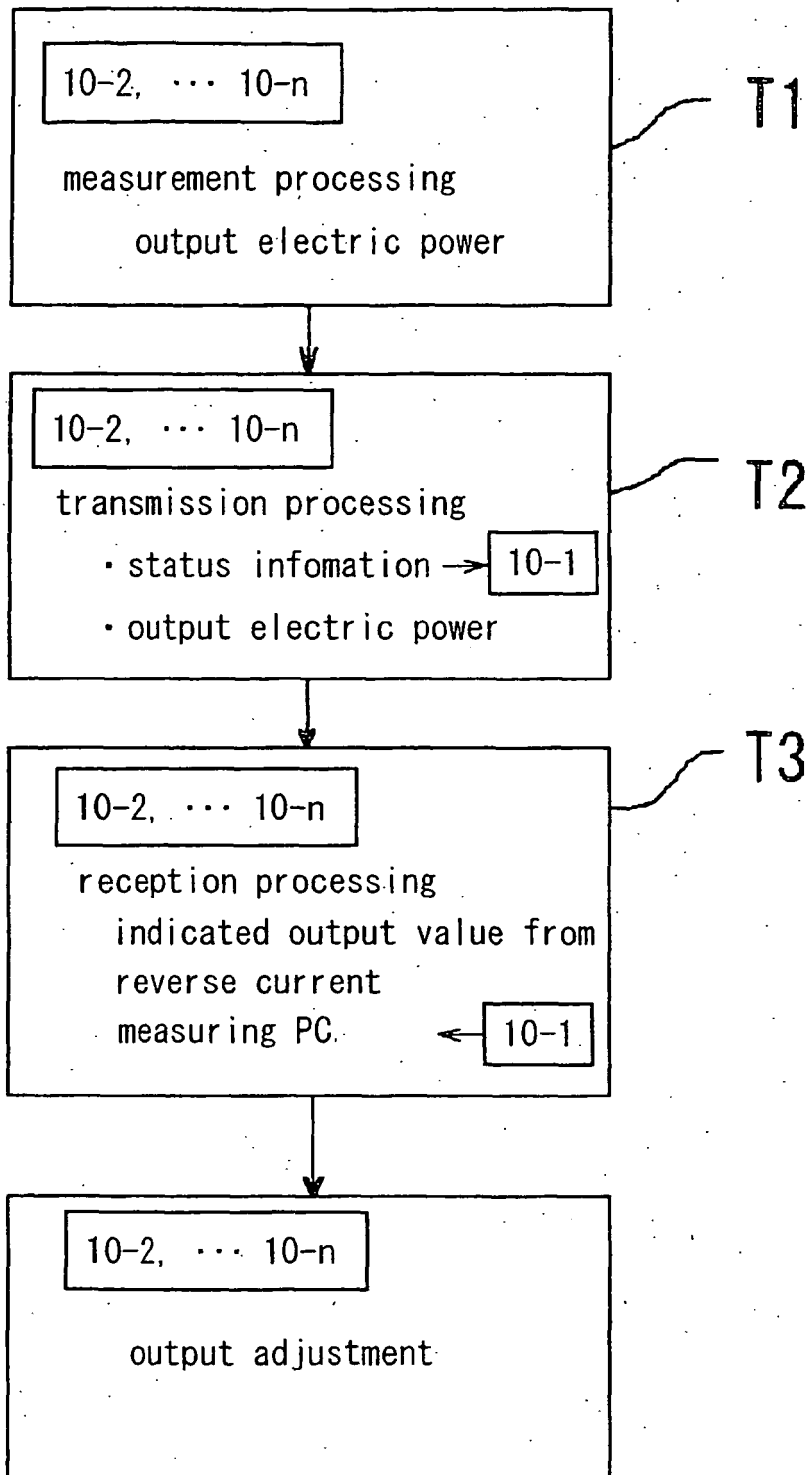 10-2, ··· 10-n
T1
measurement processing
output electric power
10-2, ··· 10-n
T2
transmission processing
· status infomation → 10-1
· output electric power
T3
10-2, ··· 10-n
reception processing
indicated output value from
reverse current
measuring PC. ← 10-1
10-2, ··· 10-n
output adjustment